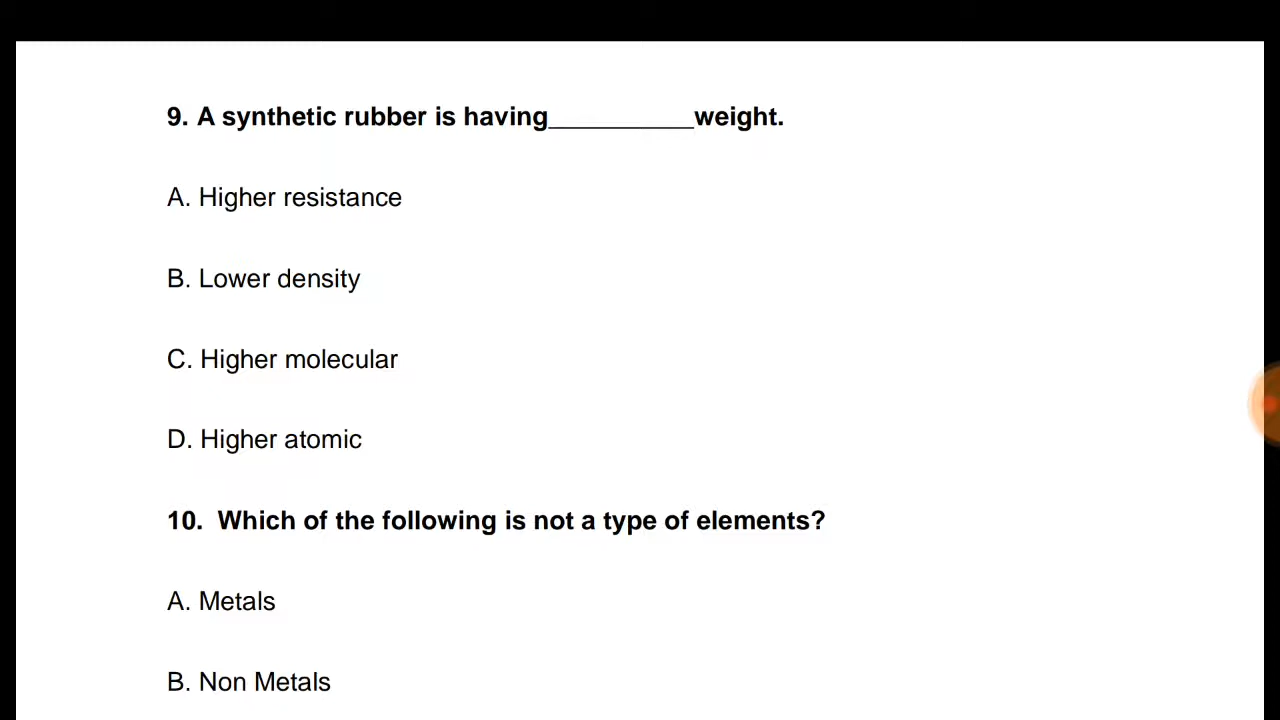 9. A synthetic rubber is having__________weight.
A. Higher resistance
B. Lower density
C. Higher molecular
D. Higher atomic
10. Which of the following is not a type of elements?
A. Metals
B. Non Metals